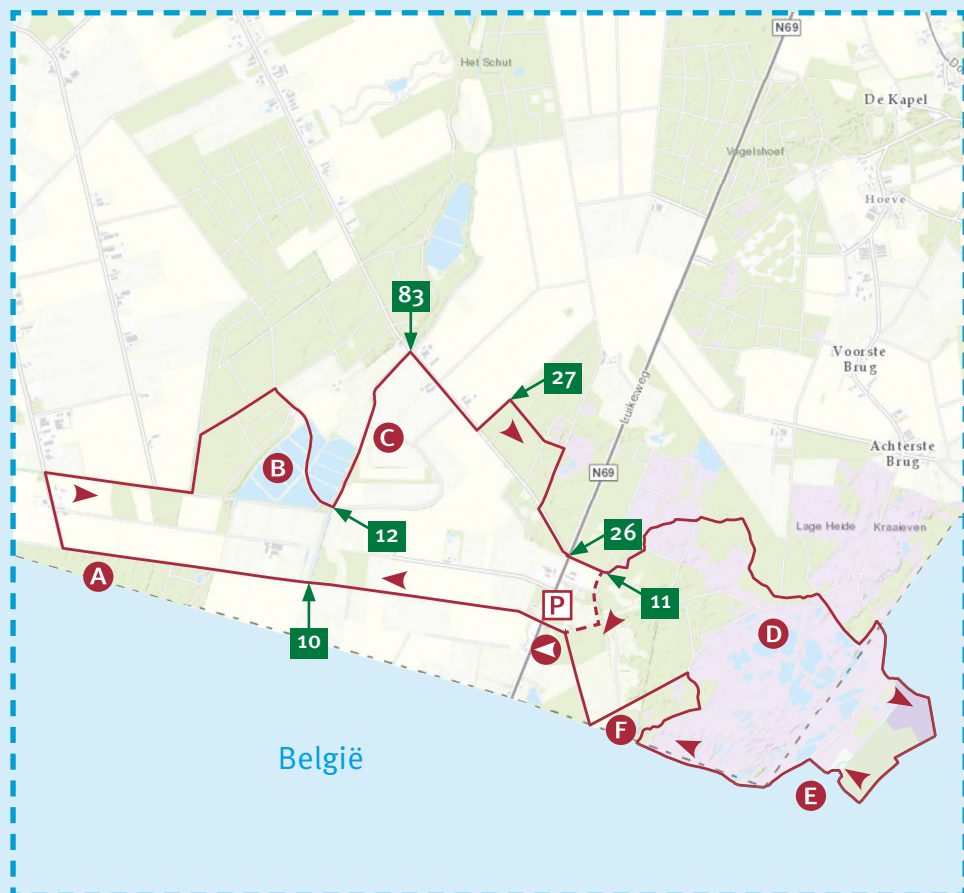 N69
Het Schut
De Kapel
Vogelshoef
Hoeve
83
Voorste
Brug
27
Luikerweg
C
Achterste
Brug
B
N69
12
26
Lage Heide
Kraaieven
A
P
11
10
D
F
België
E